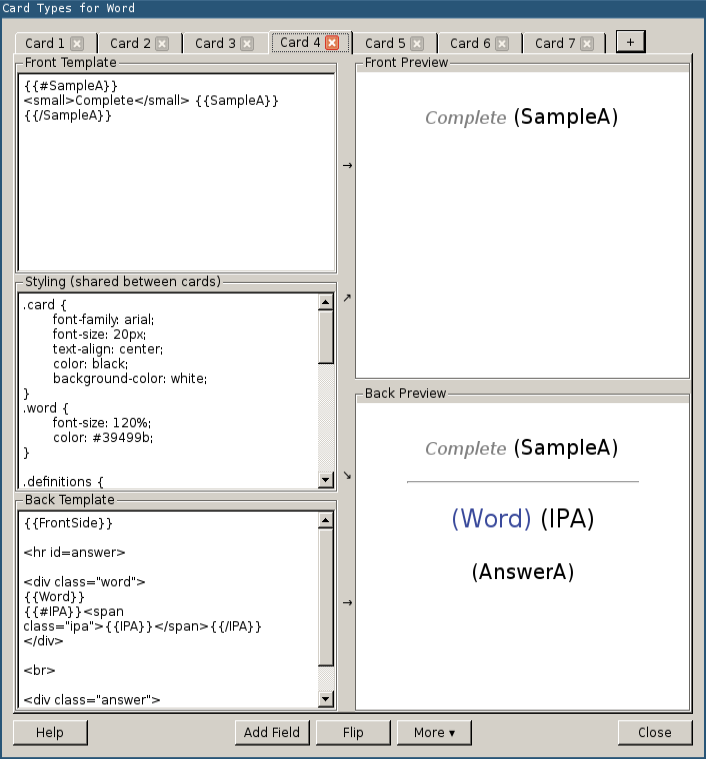 Card Types for Word
Card 1 Card 2 Card 3 Card 4 Card 5 Card 6 Card 7 +
Front Template
{{#SampleA}}
<small>Complete</small> {{SampleA}}
{{/SampleA}}
Styling (shared between cards)
.card {
font-family: arial;
font-size: 20px;
text-align: center;
color: black;
background-color: white;
}
.word {
font-size: 120%;
color: #39499b;
}
.definitions {
Back Template
{{FrontSide}}
<hr id=answer>
<div class="word">
{{Word}}
{{#IPA}}<span
class="ipa">{{IPA}}</span>{{/IPA}}
</div>
<br>
<div class="answer">
→
↗
↘
→
Front Preview
Complete (SampleA)
Back Preview
Complete (SampleA)
(Word) (IPA)
(AnswerA)
Help Add Field Flip More ▾ Close